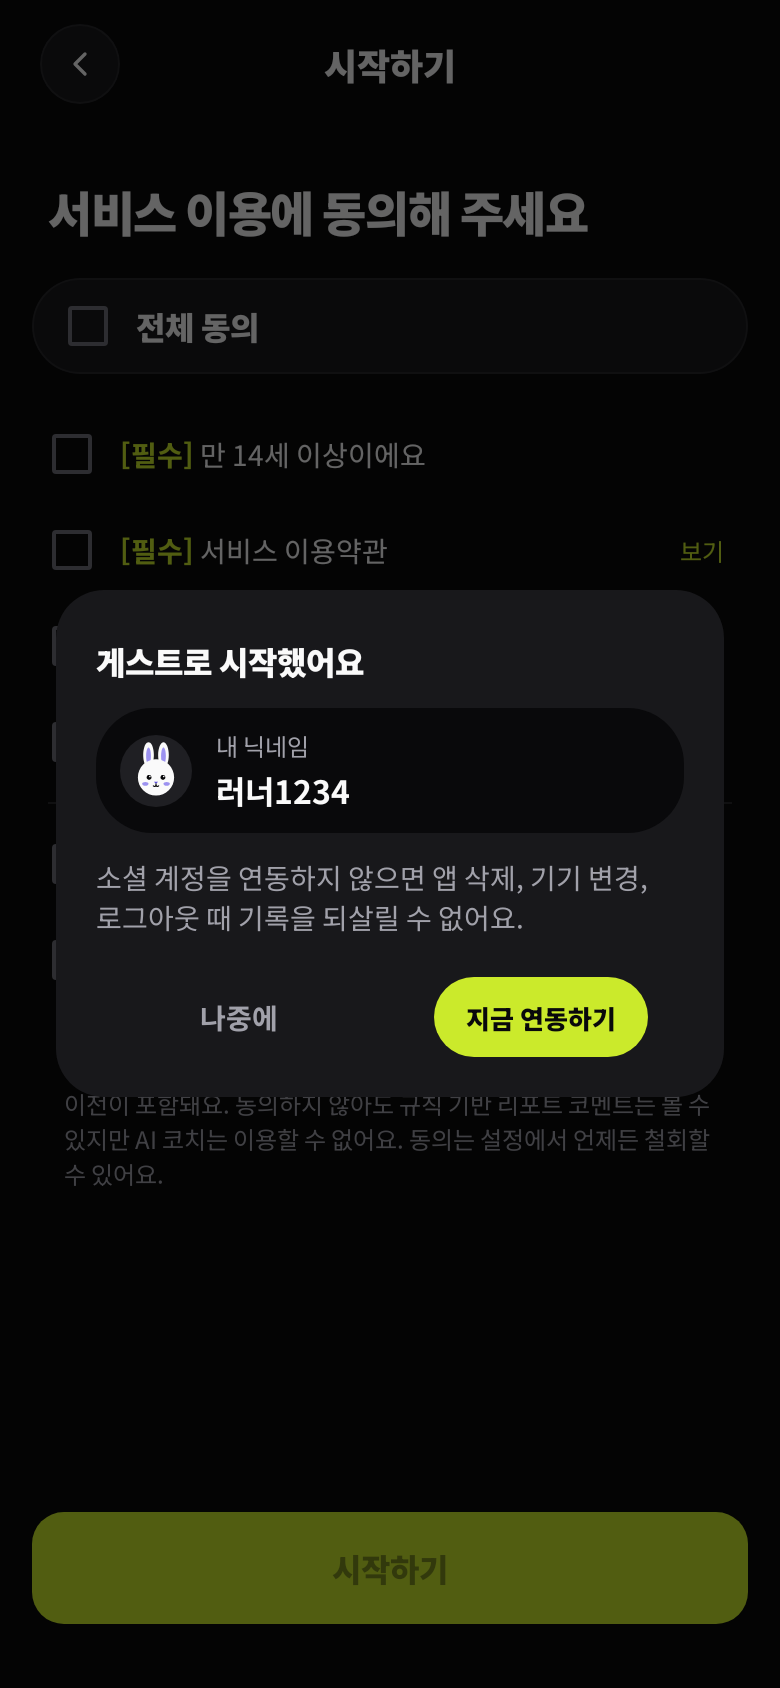 시작하기
서비스 이용에 동의해 주세요
전체 동의
[필수] 만 14세 이상이에요
[필수] 서비스 이용약관 보기
게스트로 시작했어요
내 닉네임
러너1234
소셜 계정을 연동하지 않으면 앱 삭제, 기기 변경,
로그아웃 때 기록을 되살릴 수 없어요.
나중에 지금 연동하기
이전이 포함돼요. 동의하지 않아도 규칙 기반 리포트 코멘트는 볼 수
있지만 AI 코치는 이용할 수 없어요. 동의는 설정에서 언제든 철회할
수 있어요.
시작하기